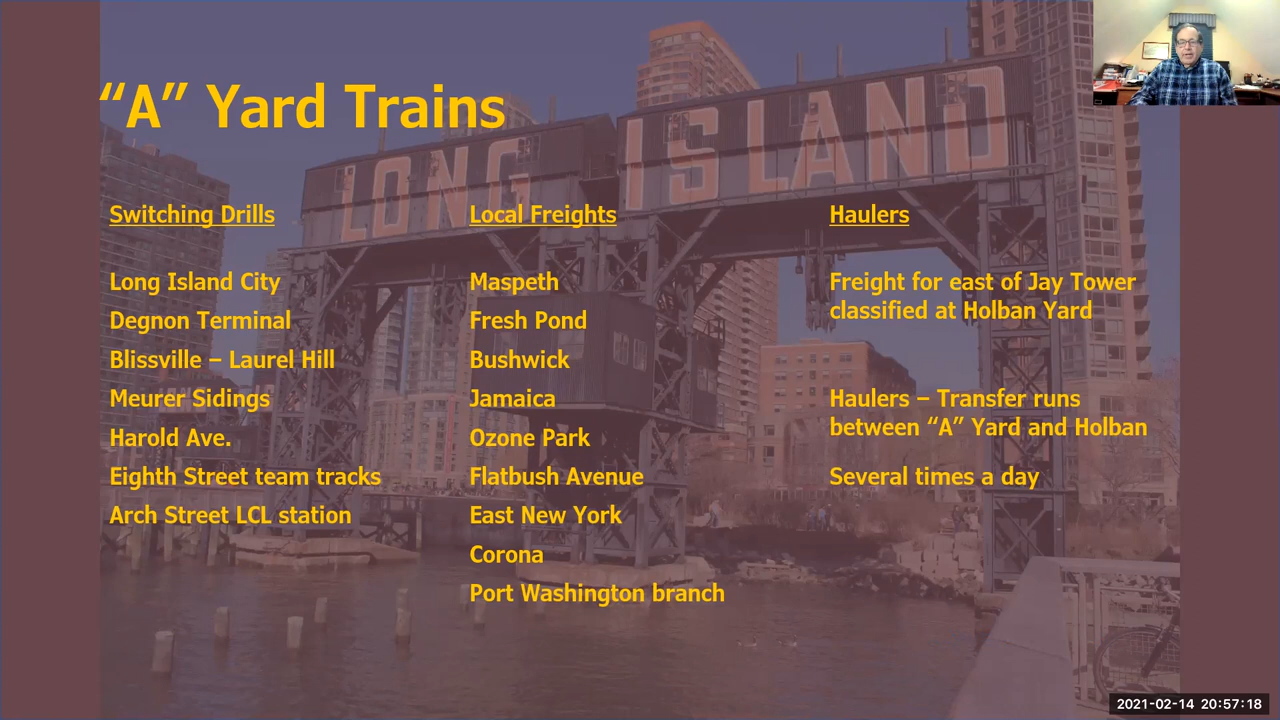 “A” Yard Trains
LONG ISLAND
Switching Drills
Long Island City
Degnon Terminal
Blissville – Laurel Hill
Meurer Sidings
Harold Ave.
Eighth Street team tracks
Arch Street LCL station
Local Freights
Maspeth
Fresh Pond
Bushwick
Jamaica
Ozone Park
Flatbush Avenue
East New York
Corona
Port Washington branch
Haulers
Freight for east of Jay Tower
classified at Holban Yard
Haulers – Transfer runs
between “A” Yard and Holban
Several times a day
2021-02-14 20:57:18